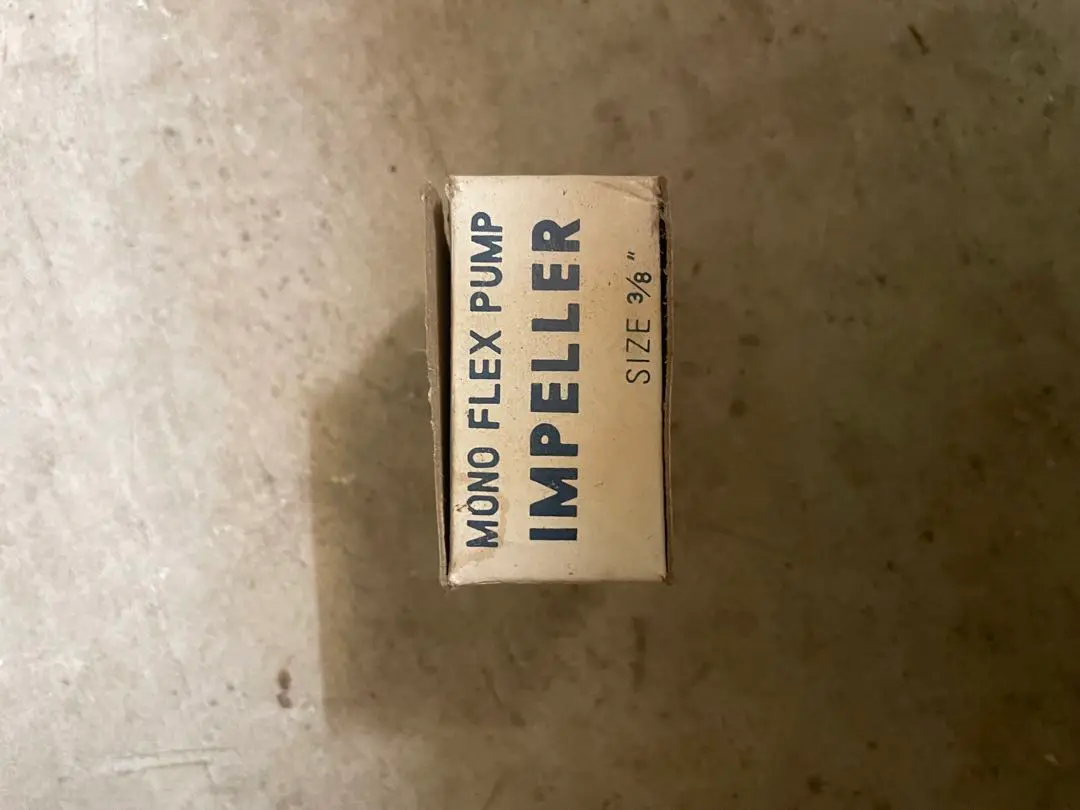 MONO FLEX PUMP
IMPELLER
SIZE 3/8"